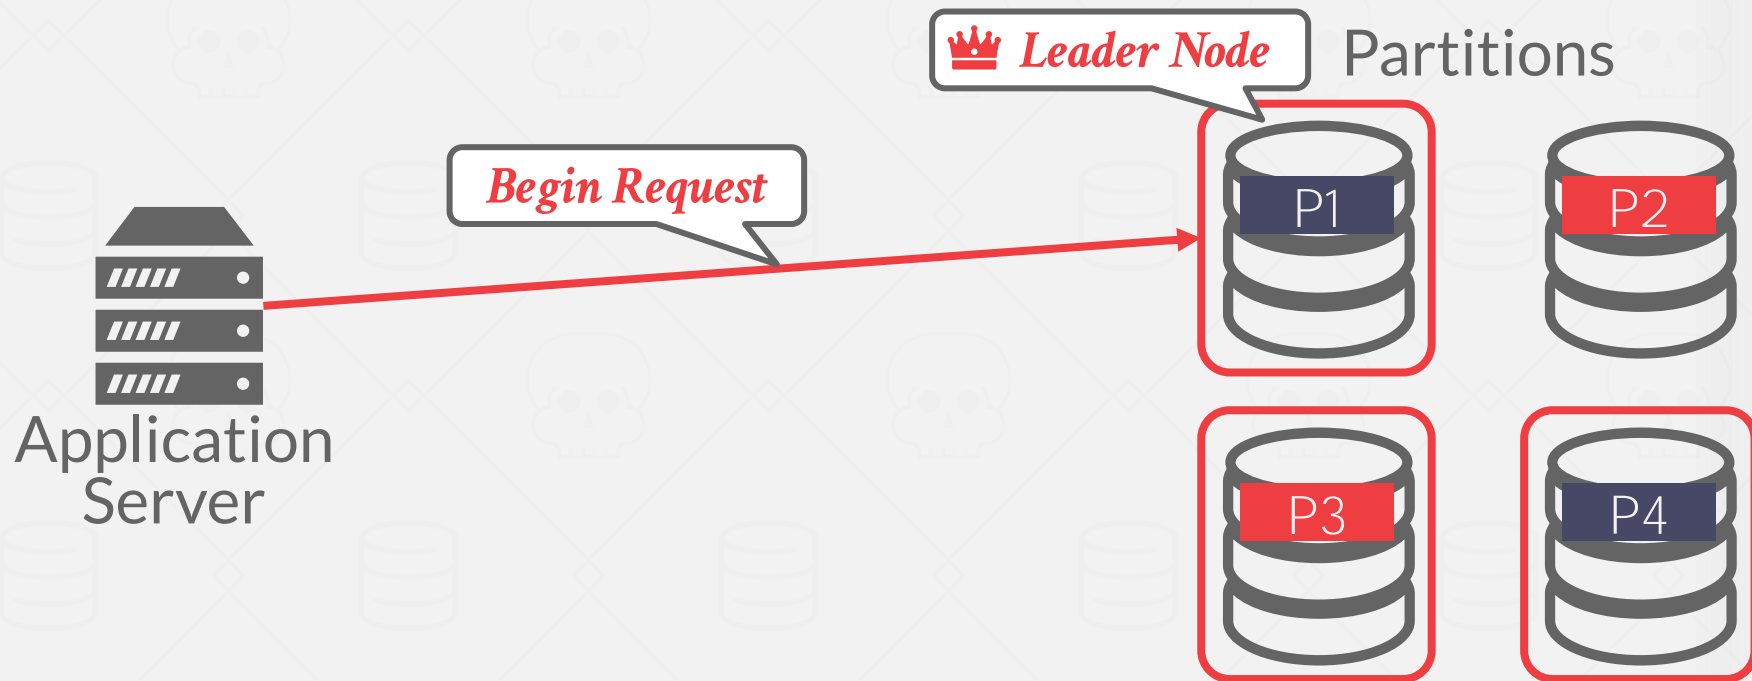 Leader Node
Partitions
Begin Request
P1
P2
Application
Server
P3
P4